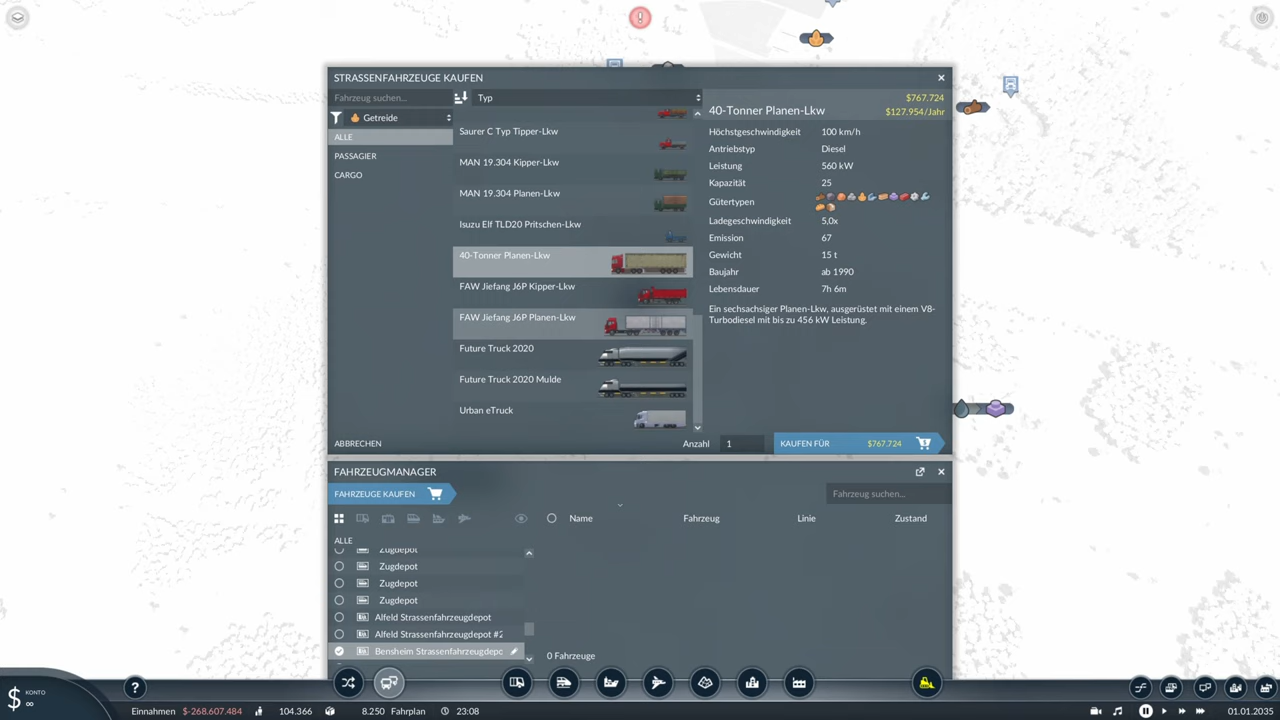 STRASSENFAHRZEUGE KAUFEN
Fahrzeug suchen...
Typ
Getreide
ALLE
PASSAGIER
CARGO
Saurer C Typ Tipper-Lkw
MAN 19.304 Kipper-Lkw
MAN 19.304 Planen-Lkw
Isuzu Elf TLD20 Pritschen-Lkw
40-Tonner Planen-Lkw
FAW Jiefang J6P Kipper-Lkw
FAW Jiefang J6P Planen-Lkw
Future Truck 2020
Future Truck 2020 Mulde
Urban eTruck
$767.724
40-Tonner Planen-Lkw
$127.954/Jahr
Höchstgeschwindigkeit 100 km/h
Antriebstyp Diesel
Leistung 560 kW
Kapazität 25
Gütertypen
Ladegeschwindigkeit 5,0x
Emission 67
Gewicht 15 t
Baujahr ab 1990
Lebensdauer 7h 6m
Ein sechsachsiger Planen-Lkw, ausgerüstet mit einem V8-
Turbodiesel mit bis zu 456 kW Leistung.
ABBRECHEN
Anzahl 1
KAUFEN FÜR $767.724
FAHRZEUGMANAGER
FAHRZEUGE KAUFEN
Fahrzeug suchen...
Name Fahrzeug Linie Zustand
ALLE
Zugdepot
Zugdepot
Zugdepot
Zugdepot
Alfeld Strassenfahrzeugdepot
Alfeld Strassenfahrzeugdepot #2
Bensheim Strassenfahrzeugdepo
0 Fahrzeuge
$ KONTO
∞
?
Einnahmen $-268.607.484 104.366 8.250 Fahrplan 23:08 01.01.2035